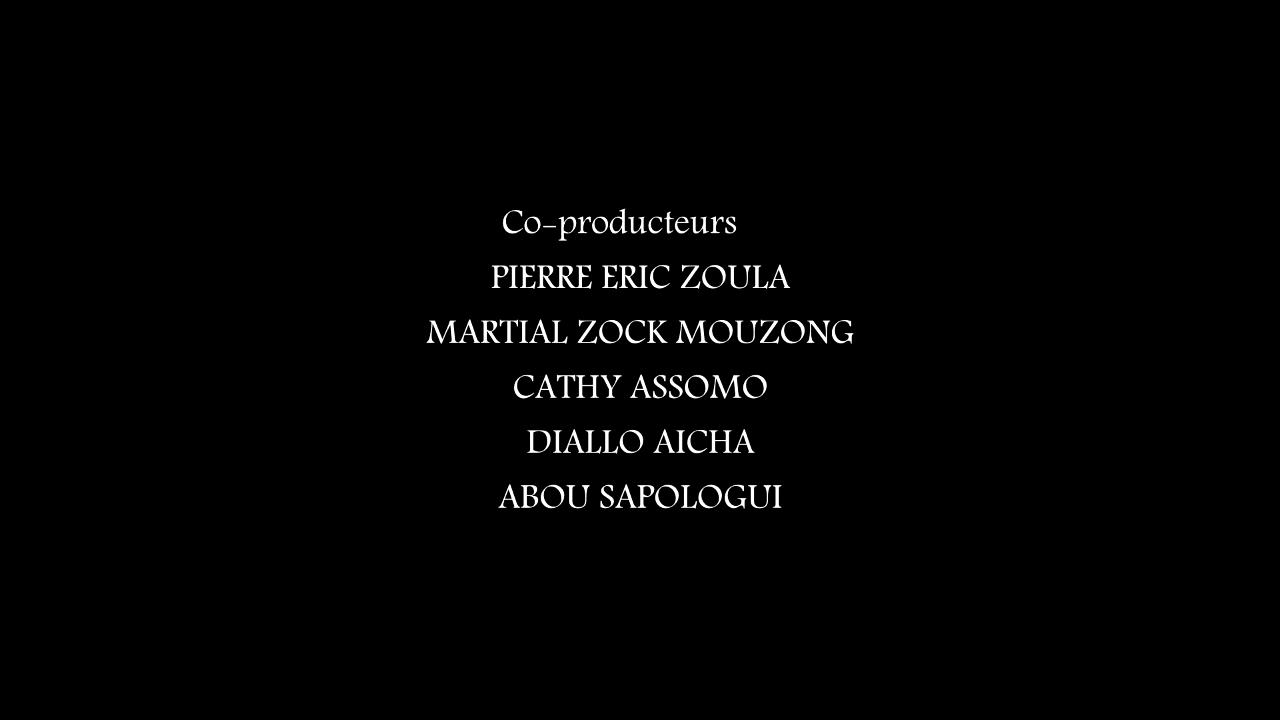 Co-producteurs
PIERRE ERIC ZOULA
MARTIAL ZOCK MOUZONG
CATHY ASSOMO
DIALLO AICHA
ABOU SAPOLOGUI